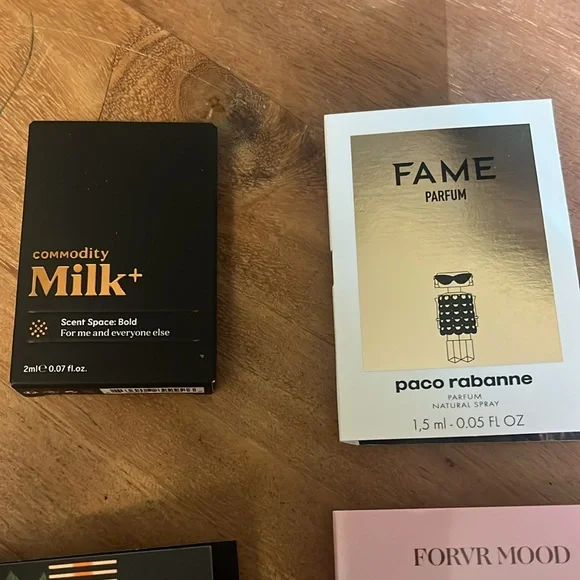 COMMODITY
Milk+
Scent Space: Bold
For me and everyone else
2ml℮ 0.07 fl.oz.
FAME
PARFUM
paco rabanne
PARFUM
NATURAL SPRAY
1,5 ml - 0.05 FL OZ
FORVR MOOD